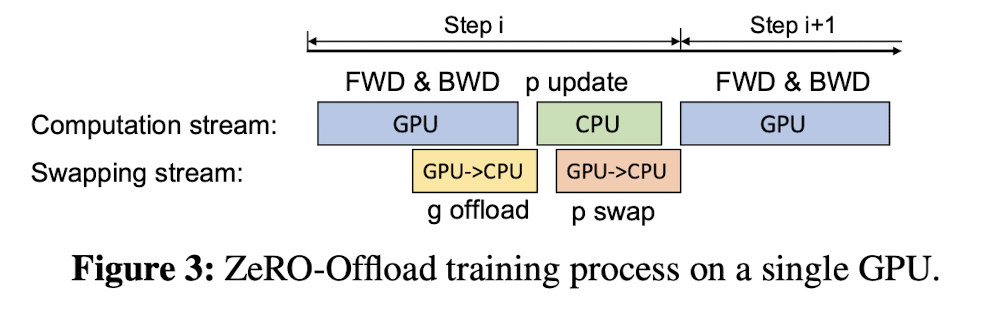 Step i Step i+1
FWD & BWD p update FWD & BWD
Computation stream: GPU CPU GPU
Swapping stream: GPU->CPU GPU->CPU
g offload p swap
Figure 3: ZeRO-Offload training process on a single GPU.